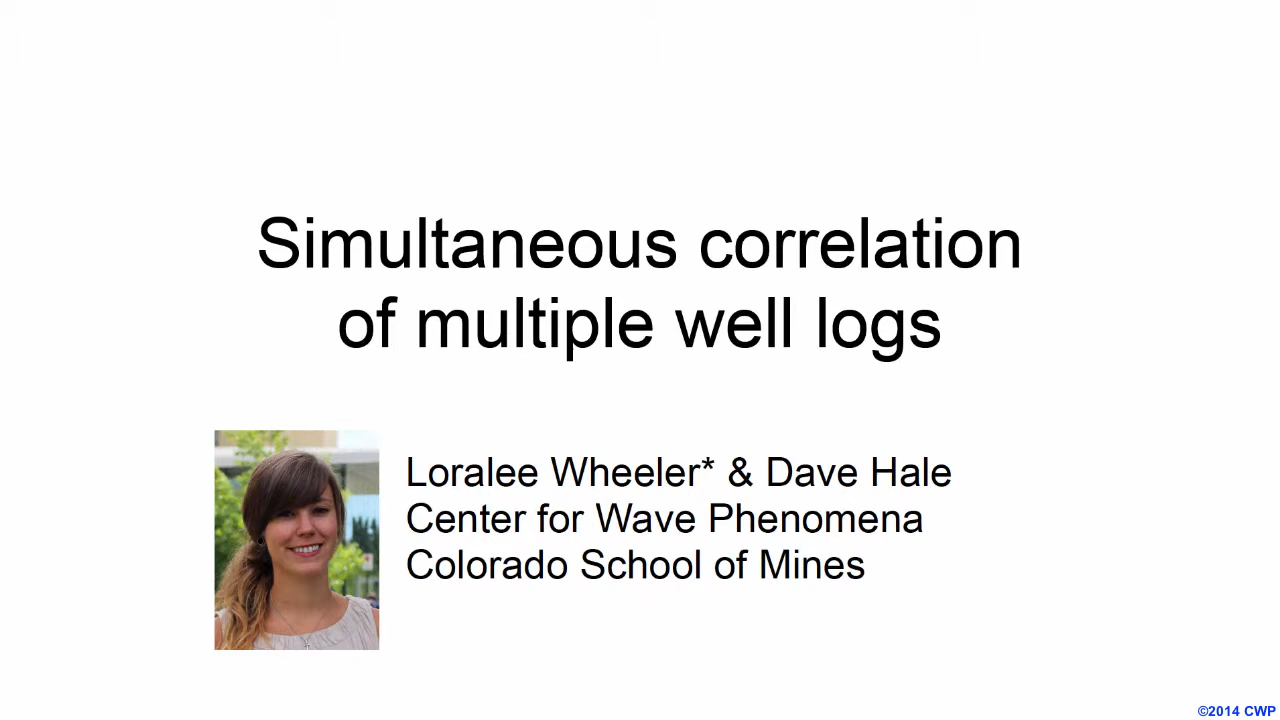 Simultaneous correlation
of multiple well logs
Loralee Wheeler* & Dave Hale
Center for Wave Phenomena
Colorado School of Mines
©2014 CWP